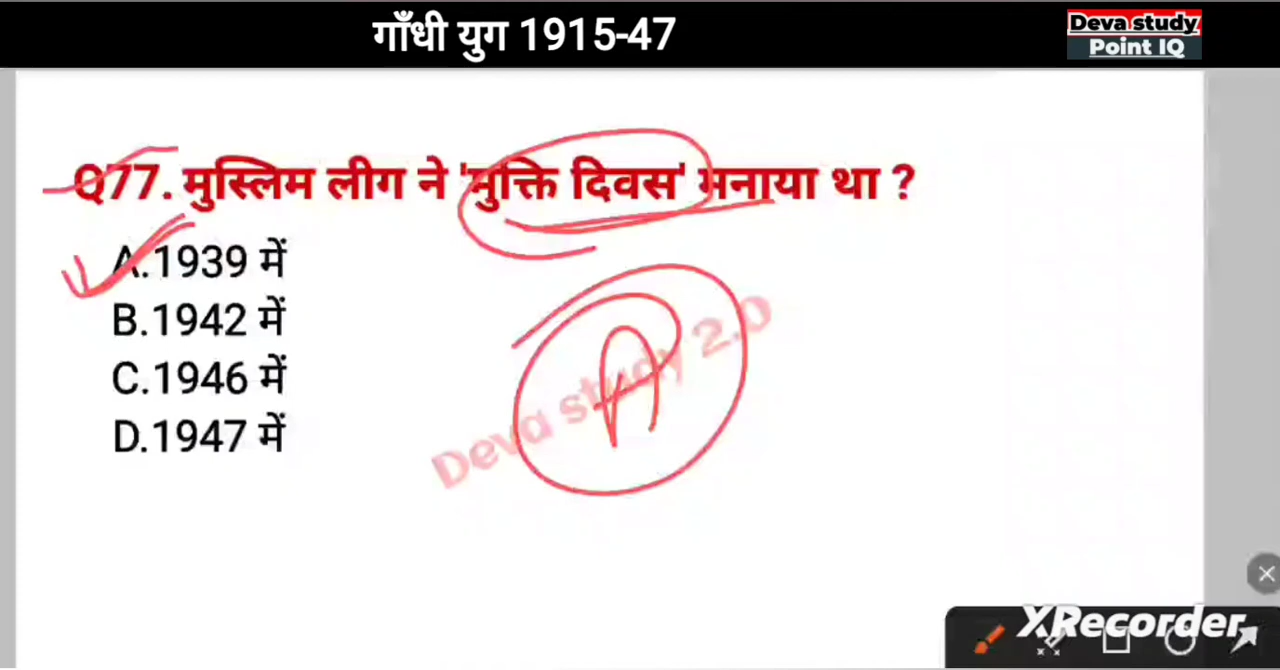 गाँधी युग 1915-47
Deva study
Point IQ
Q77. मुस्लिम लीग ने 'मुक्ति दिवस' मनाया था ?
A.1939 में
B.1942 में
C.1946 में
D.1947 में
A
Deva study 2.0
XRecorder